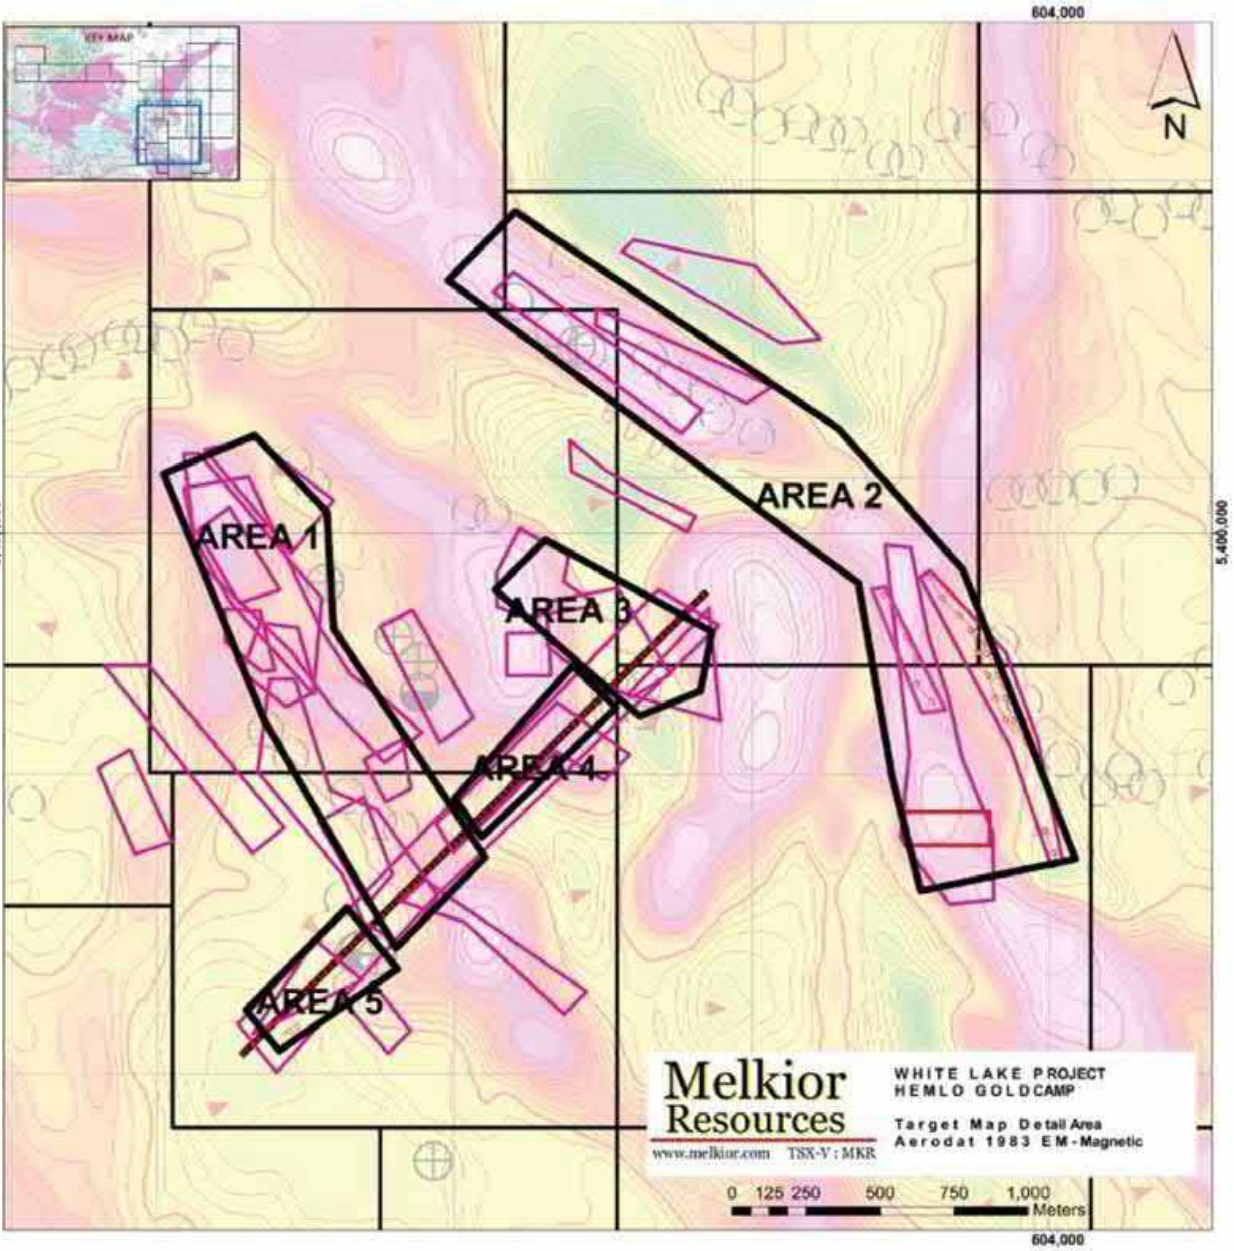 604,000
KEY MAP
N
AREA 2
5,400,000
AREA 1
AREA 3
AREA 4
AREA 5
Melkior
Resources
www.melkior.com TSX-V : MKR
WHITE LAKE PROJECT
HEMLO GOLDCAMP
Target Map Detail Area
Aerodat 1983 EM-Magnetic
0 125 250 500 750 1,000
Meters
604,000